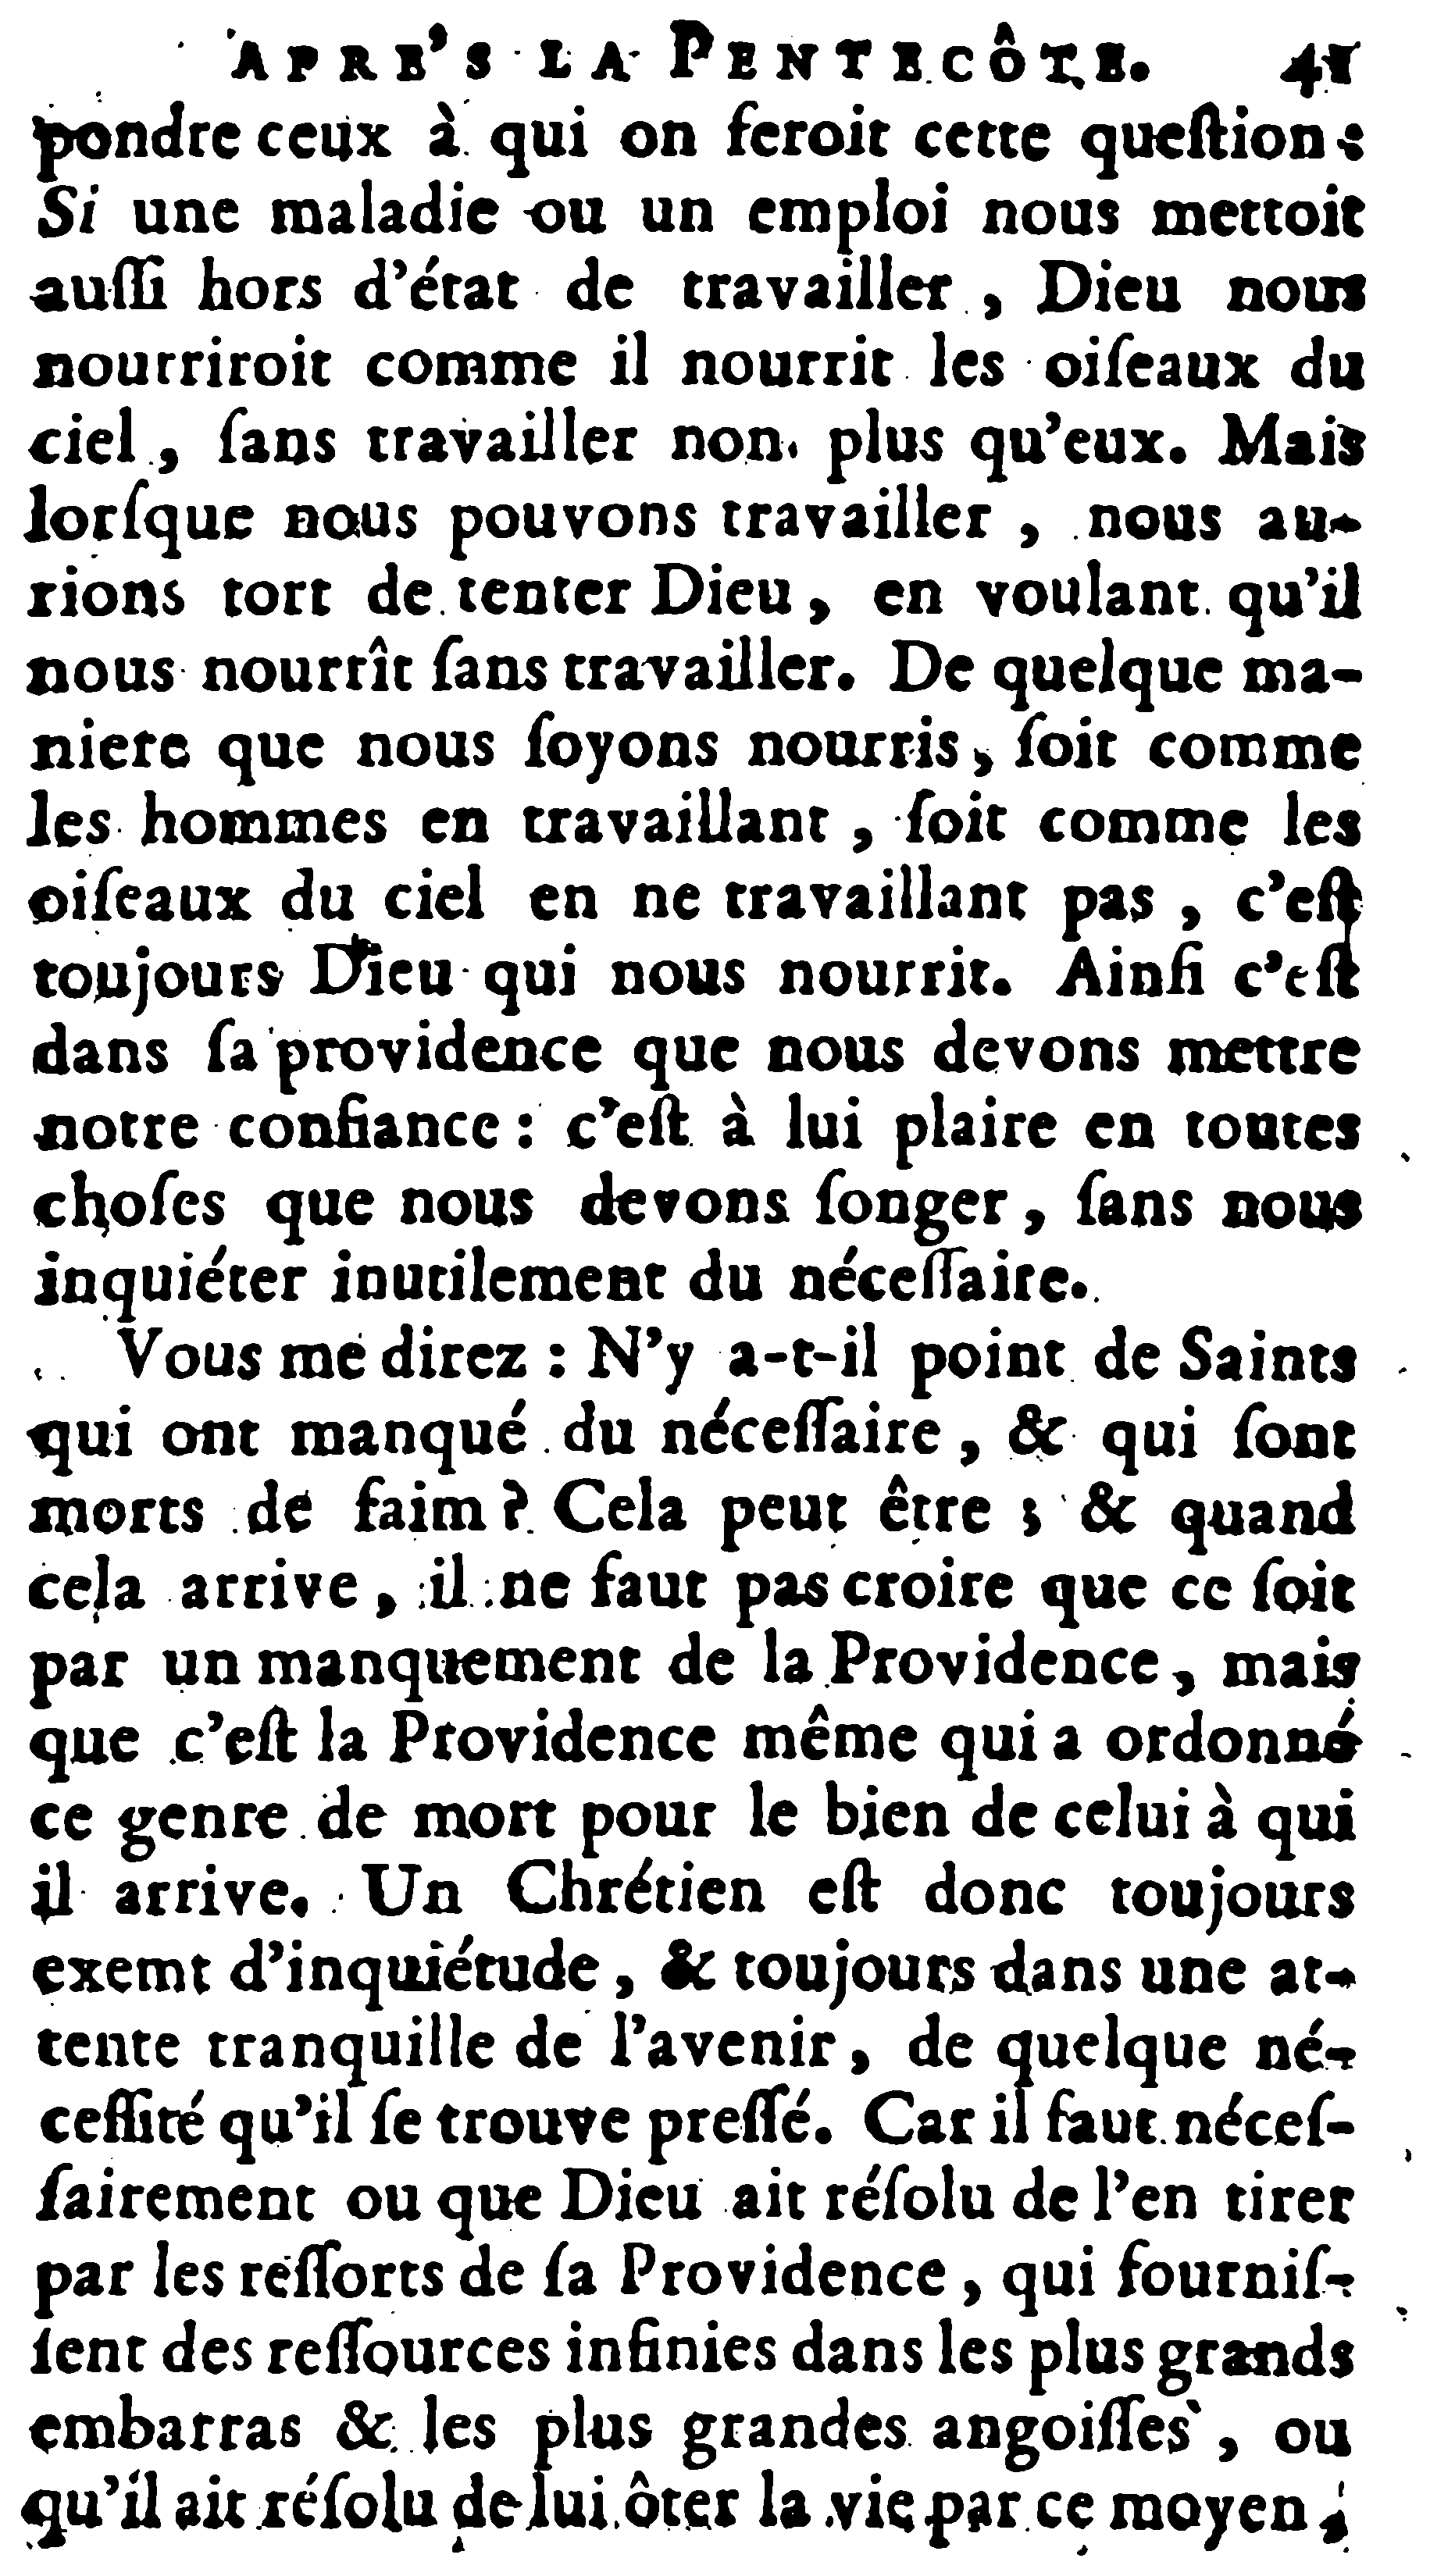 APRE'S LA PENTECÔTE. 41
pondre ceux à qui on feroit cette queſtion :
Si une maladie ou un emploi nous mettoit
auſſi hors d'état de travailler , Dieu nous
nourriroit comme il nourrit les oiſeaux du
ciel , ſans travailler non plus qu'eux. Mais
lorſque nous pouvons travailler , nous au-
rions tort de tenter Dieu , en voulant qu'il
nous nourrît ſans travailler. De quelque ma-
niere que nous ſoyons nourris, ſoit comme
les hommes en travaillant , ſoit comme les
oiſeaux du ciel en ne travaillant pas , c'eſt
toujours Dieu qui nous nourrit. Ainſi c'eſt
dans ſa providence que nous devons mettre
notre confiance : c'eſt à lui plaire en toutes
choſes que nous devons ſonger , ſans nous
inquiéter inutilement du néceſſaire.
Vous me direz : N'y a-t-il point de Saints
qui ont manqué du néceſſaire , & qui ſont
morts de faim ? Cela peut être ; & quand
cela arrive , il ne faut pas croire que ce ſoit
par un manquement de la Providence , mais
que c'eſt la Providence même qui a ordonné
ce genre de mort pour le bien de celui à qui
il arrive. Un Chrétien eſt donc toujours
exemt d'inquiétude , & toujours dans une at-
tente tranquille de l'avenir , de quelque né-
ceſſité qu'il ſe trouve preſſé. Car il faut néceſ-
ſairement ou que Dieu ait réſolu de l'en tirer
par les reſſorts de ſa Providence , qui fourniſ-
ſent des reſſources infinies dans les plus grands
embarras & les plus grandes angoiſſes , ou
qu'il ait réſolu de lui ôter la vie par ce moyen ,